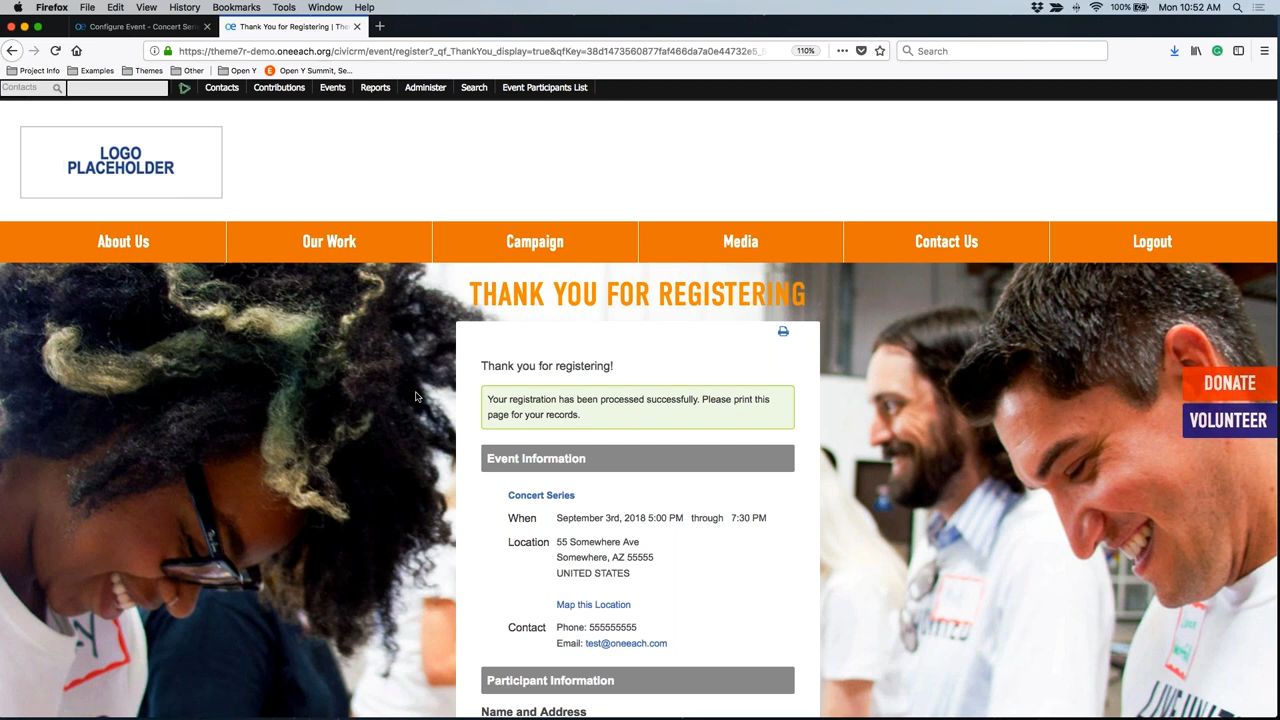 Firefox File Edit View History Bookmarks Tools Window Help 100% Mon 10:52 AM
Configure Event - Concert Seri
Thank You for Registering | The
https://theme7r-demo.oneeach.org/civicrm/event/register?_qf_ThankYou_display=true&qfKey=38d1473560877faf466da7a0e44732e5_ 110% Search
Project Info Examples Themes Other Open Y Open Y Summit, Se...
Contacts Contacts Contributions Events Reports Administer Search Event Participants List
LOGO
PLACEHOLDER
About Us Our Work Campaign Media Contact Us Logout
THANK YOU FOR REGISTERING
Thank you for registering!
DONATE
Your registration has been processed successfully. Please print this
page for your records.
VOLUNTEER
Event Information
Concert Series
When September 3rd, 2018 5:00 PM through 7:30 PM
Location 55 Somewhere Ave
Somewhere, AZ 55555
UNITED STATES
Map this Location
Contact Phone: 555555555
Email: test@oneeach.com
Participant Information
Name and Address